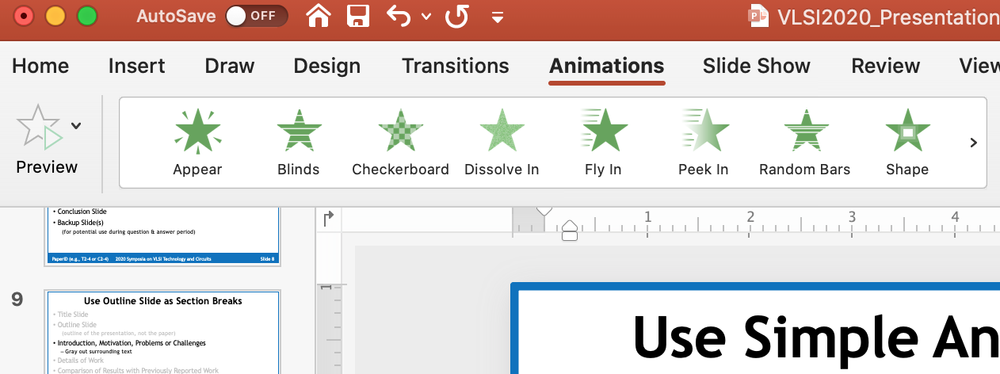 AutoSave OFF VLSI2020_Presentation
Home Insert Draw Design Transitions Animations Slide Show Review View
Preview
Appear Blinds Checkerboard Dissolve In Fly In Peek In Random Bars Shape
• Conclusion Slide
• Backup Slide(s)
(for potential use during question & answer period)
PaperID (e.g., T2-4 or C2-4) 2020 Symposia on VLSI Technology and Circuits Slide 8
1 2 3 4
1
9
Use Outline Slide as Section Breaks
• Title Slide
• Outline Slide
(outline of the presentation, not the paper)
• Introduction, Motivation, Problems or Challenges
– Gray out surrounding text
• Details of Work
• Comparison of Results with Previously Reported Work
Use Simple An